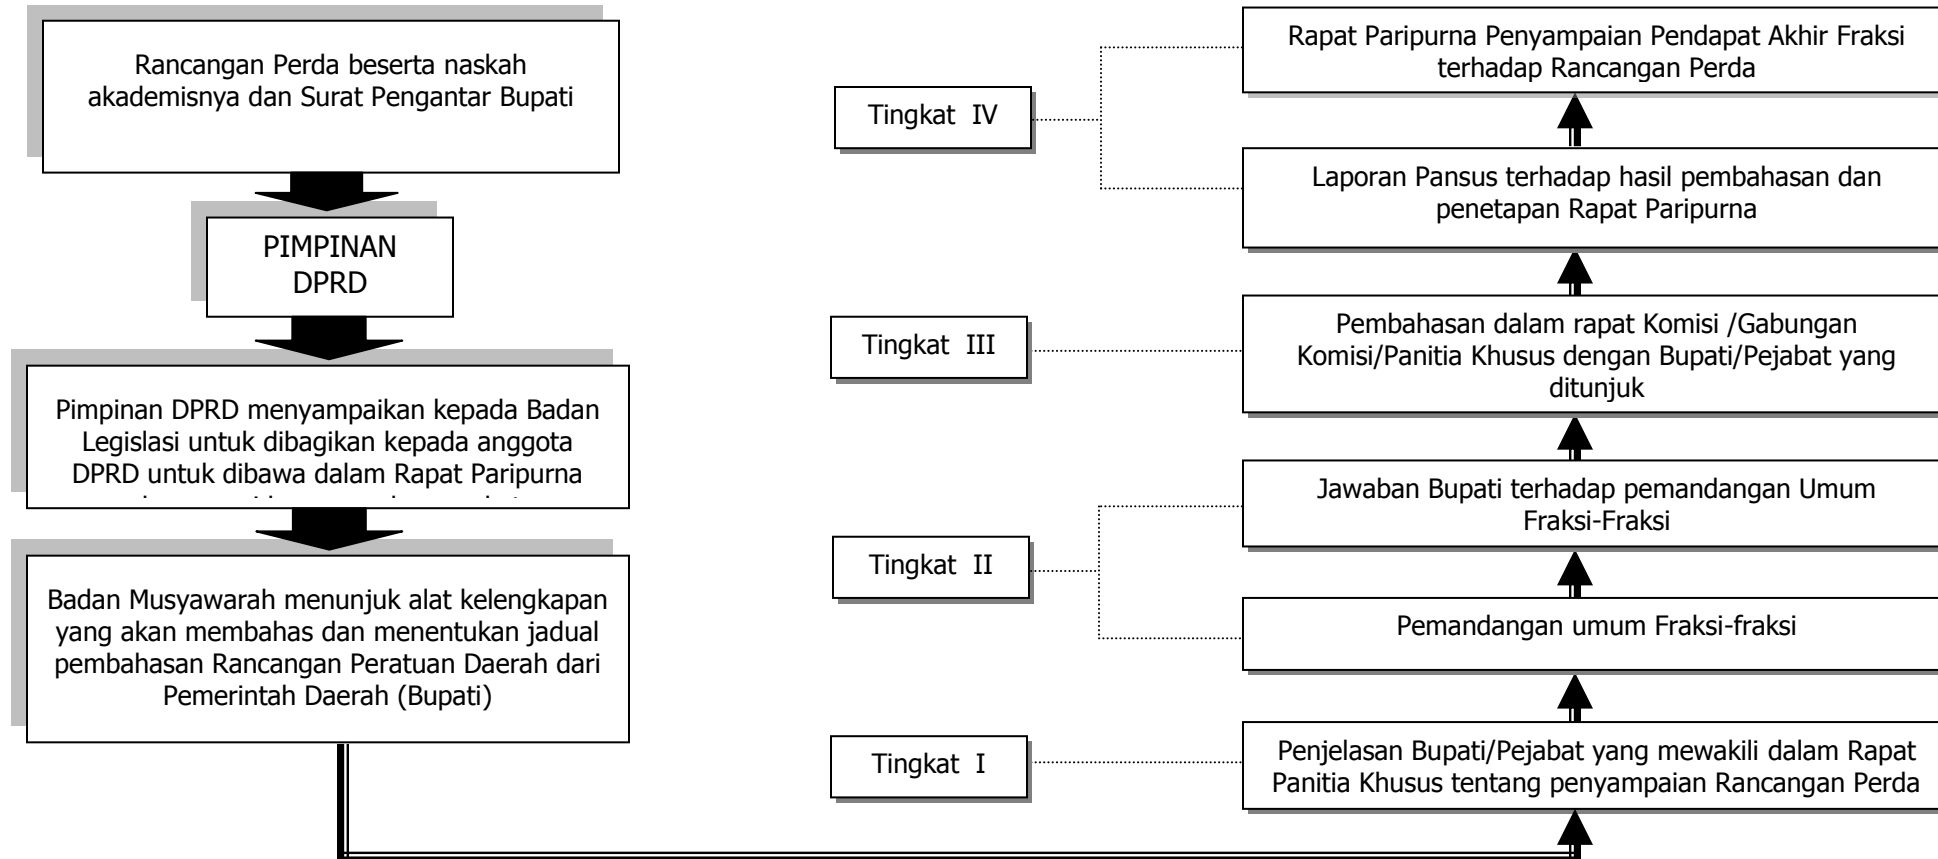 Rancangan Perda beserta naskah
akademisnya dan Surat Pengantar Bupati
PIMPINAN
DPRD
Pimpinan DPRD menyampaikan kepada Badan
Legislasi untuk dibagikan kepada anggota
DPRD untuk dibawa dalam Rapat Paripurna
Badan Musyawarah menunjuk alat kelengkapan
yang akan membahas dan menentukan jadual
pembahasan Rancangan Peratuan Daerah dari
Pemerintah Daerah (Bupati)
Tingkat IV
Tingkat III
Tingkat II
Tingkat I
Rapat Paripurna Penyampaian Pendapat Akhir Fraksi
terhadap Rancangan Perda
Laporan Pansus terhadap hasil pembahasan dan
penetapan Rapat Paripurna
Pembahasan dalam rapat Komisi /Gabungan
Komisi/Panitia Khusus dengan Bupati/Pejabat yang
ditunjuk
Jawaban Bupati terhadap pemandangan Umum
Fraksi-Fraksi
Pemandangan umum Fraksi-fraksi
Penjelasan Bupati/Pejabat yang mewakili dalam Rapat
Panitia Khusus tentang penyampaian Rancangan Perda